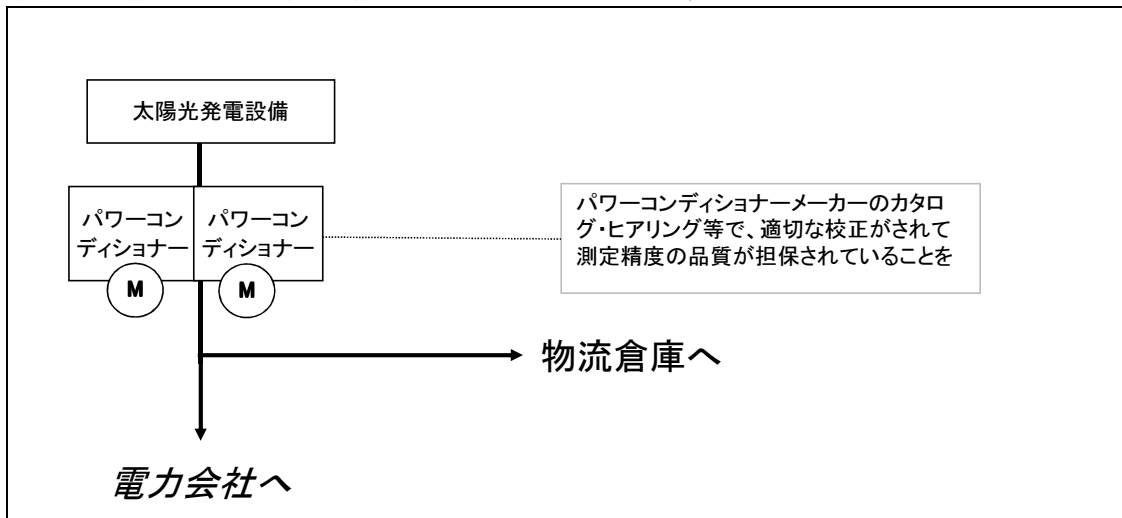 太陽光発電設備
パワーコン
ディショナー
パワーコン
ディショナー
M
M
パワーコンディショナーメーカーのカタロ
グ・ヒアリング等で、適切な校正がされて
測定精度の品質が担保されていることを
物流倉庫へ
電力会社へ